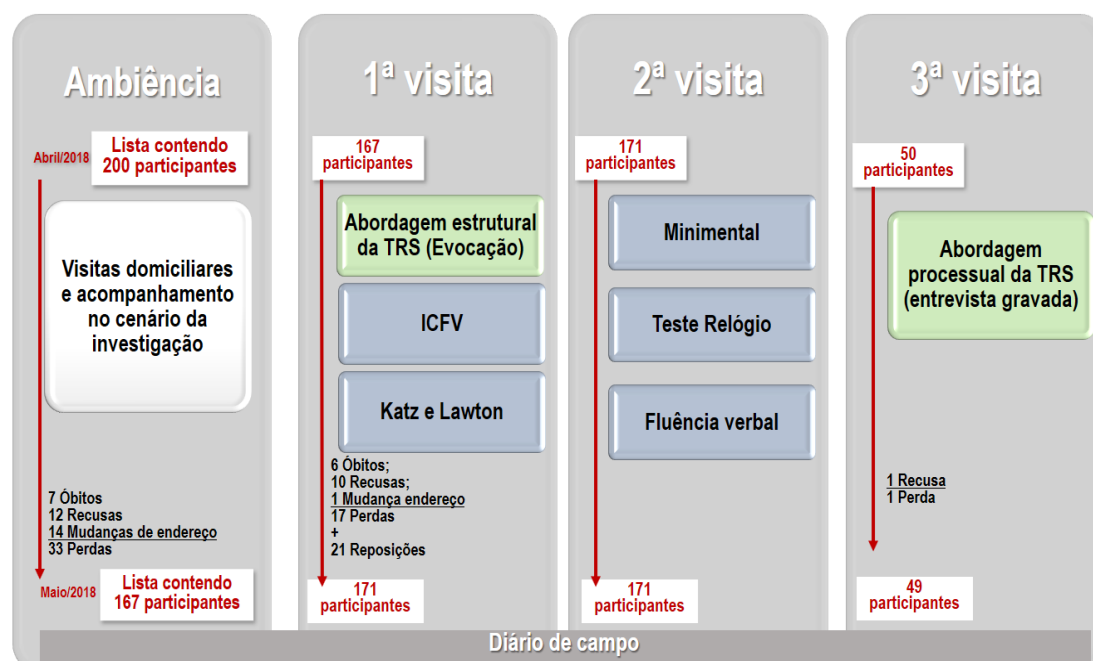 Ambiência
Abril/2018
Lista contendo
200 participantes
Visitas domiciliares
e acompanhamento
no cenário da
investigação
7 Óbitos
12 Recusas
14 Mudanças de endereço
33 Perdas
Maio/2018
Lista contendo
167 participantes
1ª visita
167
participantes
Abordagem estrutural
da TRS (Evocação)
ICFV
Katz e Lawton
6 Óbitos;
10 Recusas;
1 Mudança endereço
17 Perdas
+
21 Reposições
171
participantes
2ª visita
171
participantes
Minimental
Teste Relógio
Fluência verbal
171
participantes
3ª visita
50
participantes
Abordagem
processual da TRS
(entrevista gravada)
1 Recusa
1 Perda
49
participantes
Diário de campo